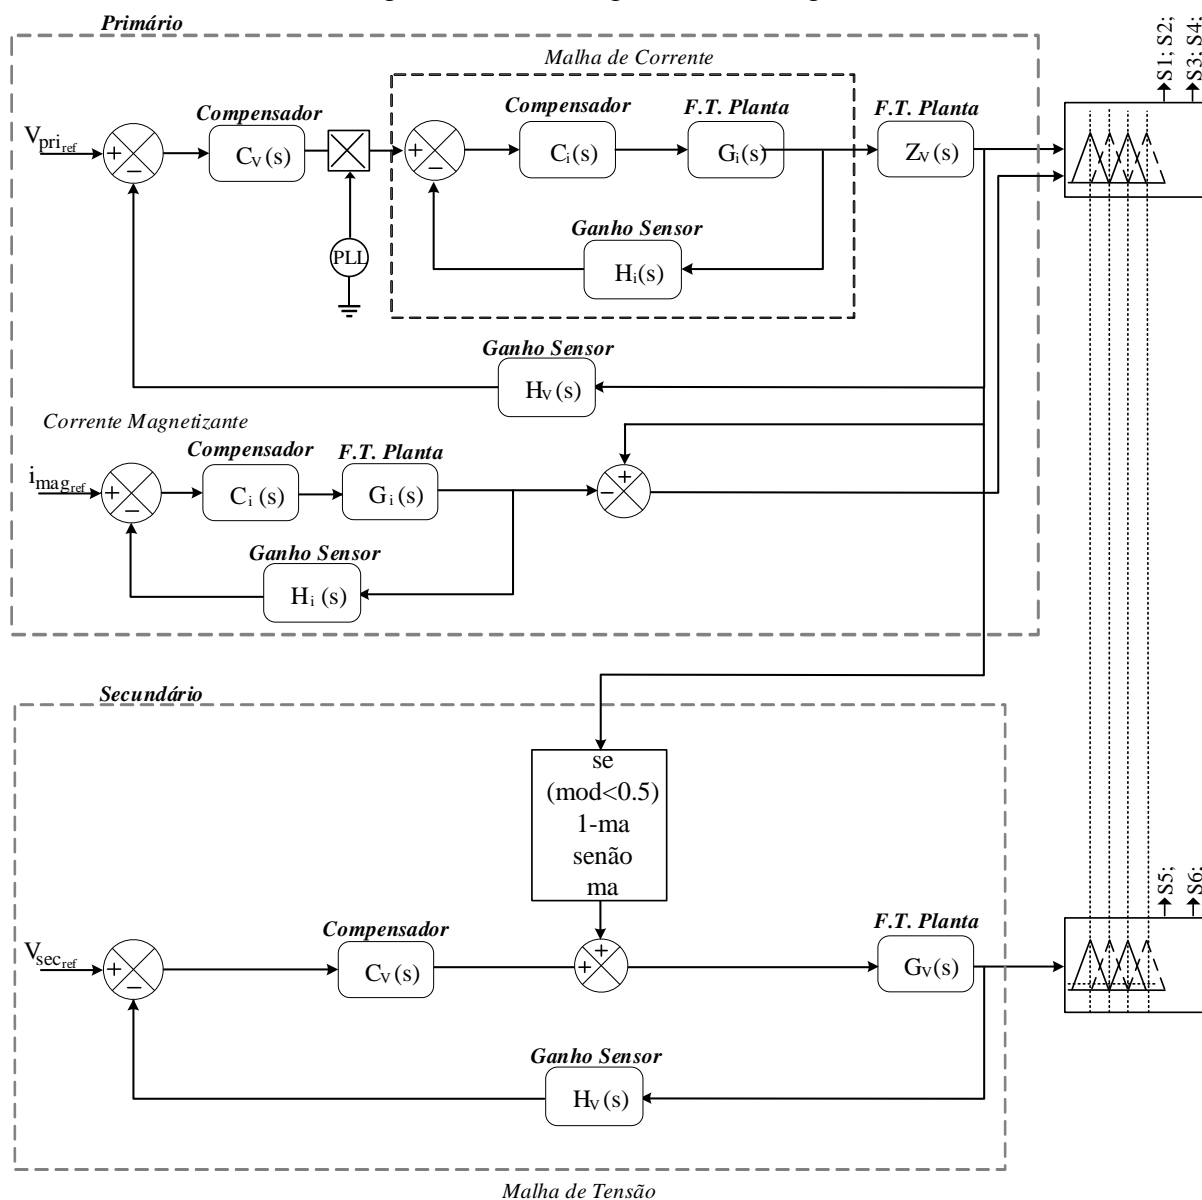 Primário
Malha de Corrente
Compensador
F.T. Planta
F.T. Planta
Compensador
V_pri_ref
+
−
C_V(s)
PLL
+
−
C_i(s)
G_i(s)
Z_V(s)
S1; S2;
S3; S4;
Ganho Sensor
H_i(s)
Ganho Sensor
H_V(s)
Corrente Magnetizante
Compensador
F.T. Planta
i_mag_ref
+
−
C_i(s)
G_i(s)
−
+
Ganho Sensor
H_i(s)
Secundário
se
(mod<0.5)
1-ma
senão
ma
Compensador
F.T. Planta
V_sec_ref
+
−
C_V(s)
+
+
G_V(s)
S5;
S6;
Ganho Sensor
H_V(s)
Malha de Tensão